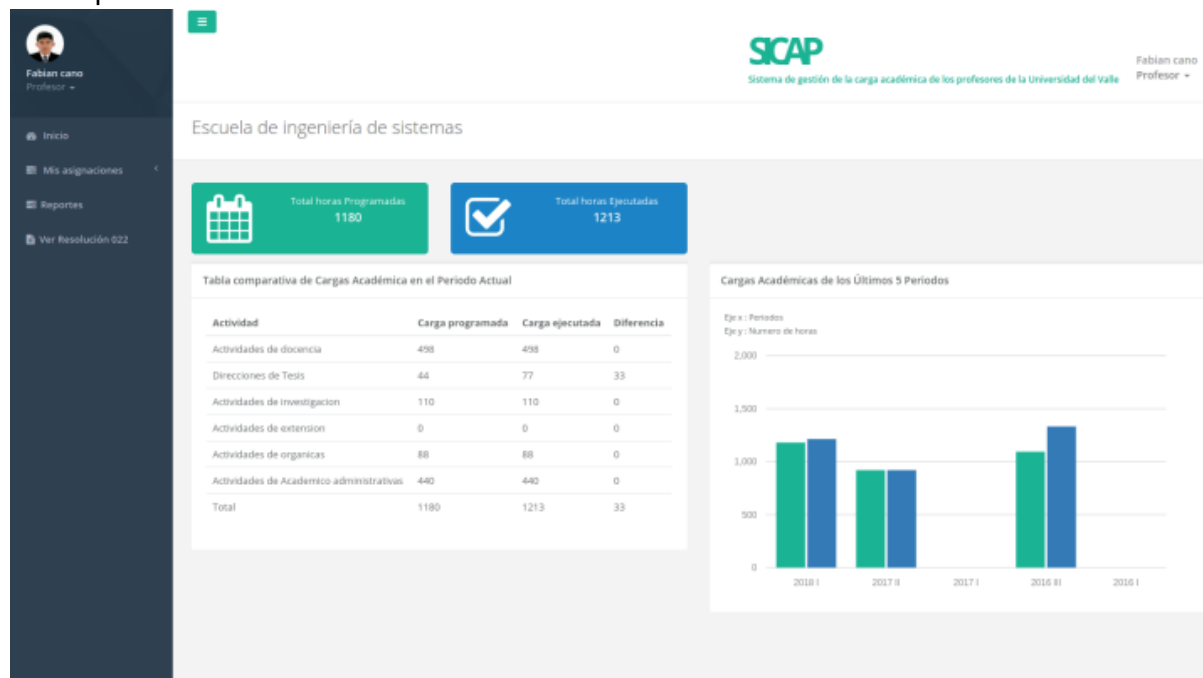 Fabian cano
Profesor
Inicio
Mis asignaciones
Reportes
Ver Resolución 022
SICAP
Sistema de gestión de la carga académica de los profesores de la Universidad del Valle
Fabian cano
Profesor
Escuela de ingeniería de sistemas
Total horas Programadas
1180
Total horas Ejecutadas
1213
Tabla comparativa de Cargas Académica en el Periodo Actual
Actividad Carga programada Carga ejecutada Diferencia
Actividades de docencia 498 498 0
Direcciones de Tesis 44 77 33
Actividades de investigacion 110 110 0
Actividades de extension 0 0 0
Actividades de organicas 88 88 0
Actividades de Academico administrativas 440 440 0
Total 1180 1213 33
Cargas Académicas de los Últimos 5 Periodos
Eje x : Periodos
Eje y : Numero de horas
2,000
1,500
1,000
500
0
2018 I 2017 II 2017 I 2016 III 2016 I